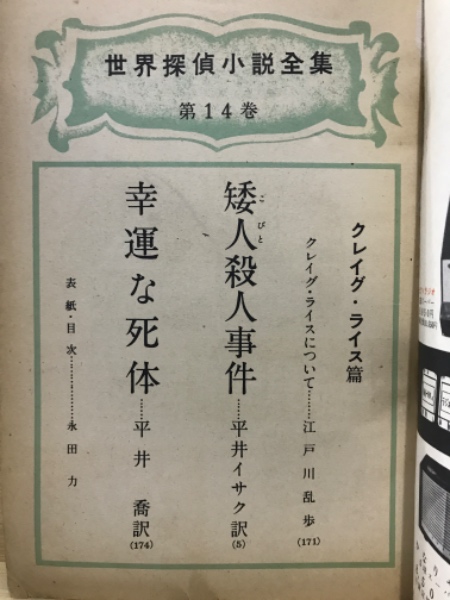 世界探偵小説全集
第14巻
クレイグ・ライス篇
クレイグ・ライスについて……江戸川乱歩(171)
矮人殺人事件……平井イサク訳(5)
こびと
幸運な死体……平井喬訳(174)
表紙・目次……永田力